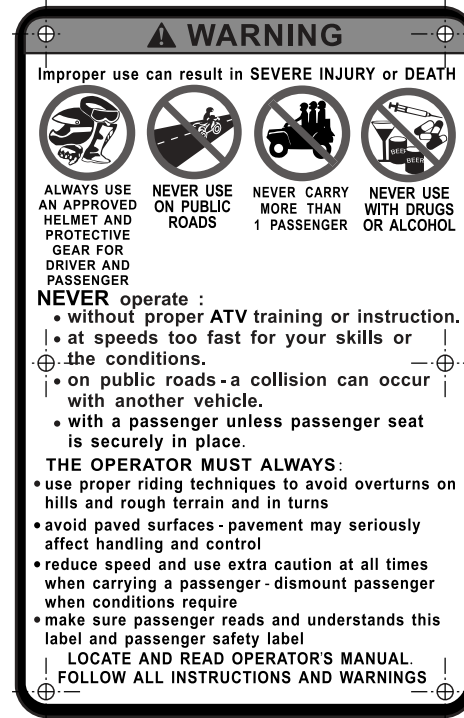 WARNING
Improper use can result in SEVERE INJURY or DEATH
BEER
BEER
ALWAYS USE
AN APPROVED
HELMET AND
PROTECTIVE
GEAR FOR
DRIVER AND
PASSENGER
NEVER USE
ON PUBLIC
ROADS
NEVER CARRY
MORE THAN
1 PASSENGER
NEVER USE
WITH DRUGS
OR ALCOHOL
NEVER operate :
• without proper ATV training or instruction.
• at speeds too fast for your skills or
the conditions.
• on public roads - a collision can occur
with another vehicle.
• with a passenger unless passenger seat
is securely in place.
THE OPERATOR MUST ALWAYS:
• use proper riding techniques to avoid overturns on
hills and rough terrain and in turns
• avoid paved surfaces - pavement may seriously
affect handling and control
• reduce speed and use extra caution at all times
when carrying a passenger - dismount passenger
when conditions require
• make sure passenger reads and understands this
label and passenger safety label
LOCATE AND READ OPERATOR'S MANUAL.
FOLLOW ALL INSTRUCTIONS AND WARNINGS